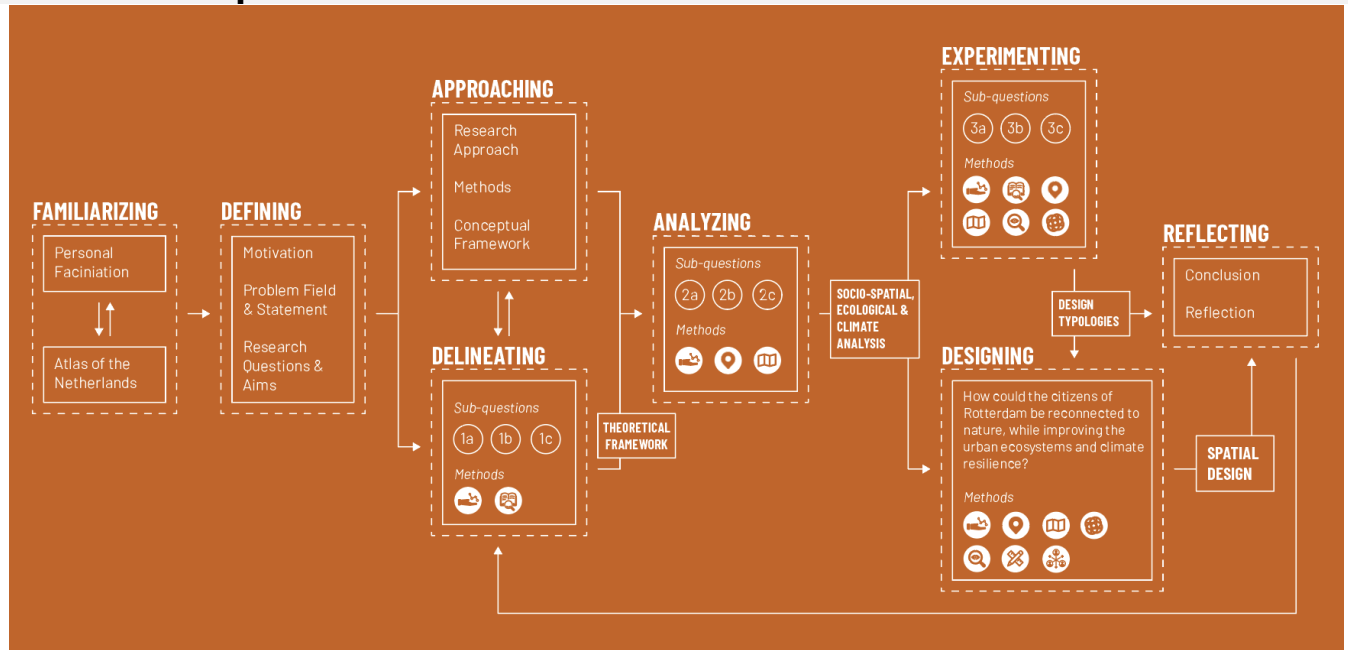 FAMILIARIZING
Personal
Faciniation
Atlas of the
Netherlands
DEFINING
Motivation
Problem Field
& Statement
Research
Questions &
Aims
APPROACHING
Research
Approach
Methods
Conceptual
Framework
DELINEATING
Sub-questions
1a 1b 1c
Methods
THEORETICAL
FRAMEWORK
ANALYZING
Sub-questions
2a 2b 2c
Methods
SOCIO-SPATIAL,
ECOLOGICAL &
CLIMATE
ANALYSIS
EXPERIMENTING
Sub-questions
3a 3b 3c
Methods
DESIGN
TYPOLOGIES
DESIGNING
How could the citizens of
Rotterdam be reconnected to
nature, while improving the
urban ecosystems and climate
resilience?
Methods
SPATIAL
DESIGN
REFLECTING
Conclusion
Reflection